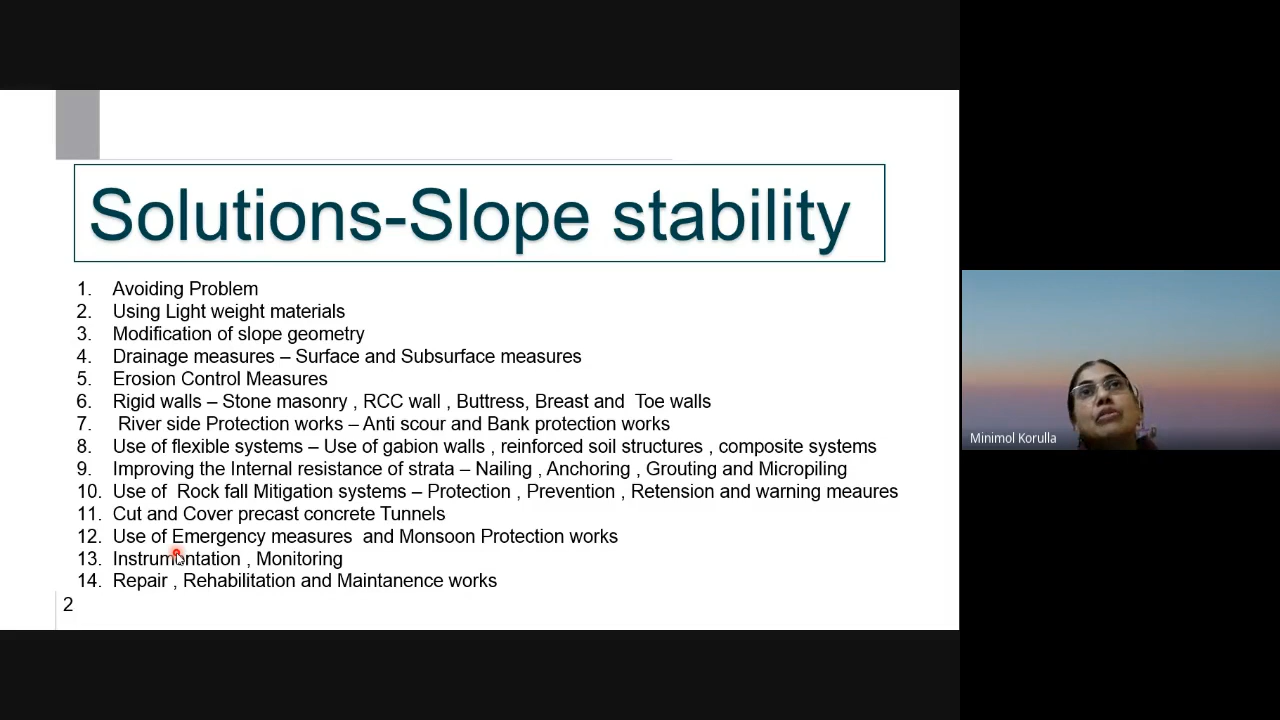 Solutions-Slope stability
1. Avoiding Problem
2. Using Light weight materials
3. Modification of slope geometry
4. Drainage measures – Surface and Subsurface measures
5. Erosion Control Measures
6. Rigid walls – Stone masonry , RCC wall , Buttress, Breast and Toe walls
7. River side Protection works – Anti scour and Bank protection works
8. Use of flexible systems – Use of gabion walls , reinforced soil structures , composite systems
9. Improving the Internal resistance of strata – Nailing , Anchoring , Grouting and Micropiling
10. Use of Rock fall Mitigation systems – Protection , Prevention , Retension and warning meaures
11. Cut and Cover precast concrete Tunnels
12. Use of Emergency measures and Monsoon Protection works
13. Instrumentation , Monitoring
14. Repair , Rehabilitation and Maintanence works
2
Minimol Korulla